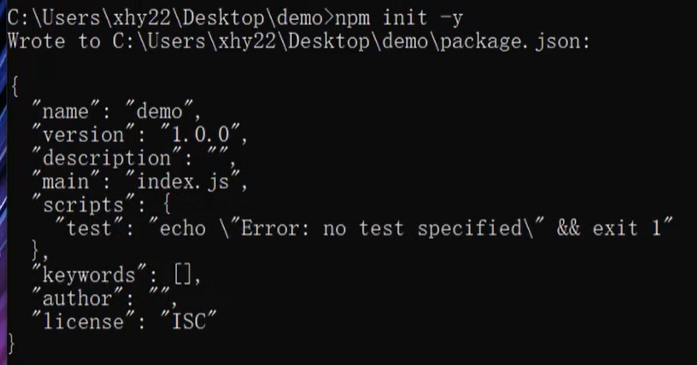 C:\Users\xhy22\Desktop\demo>npm init -y
Wrote to C:\Users\xhy22\Desktop\demo\package.json:
{
"name": "demo",
"version": "1.0.0",
"description": "",
"main": "index.js",
"scripts": {
"test": "echo \"Error: no test specified\" && exit 1"
},
"keywords": [],
"author": "",
"license": "ISC"
}